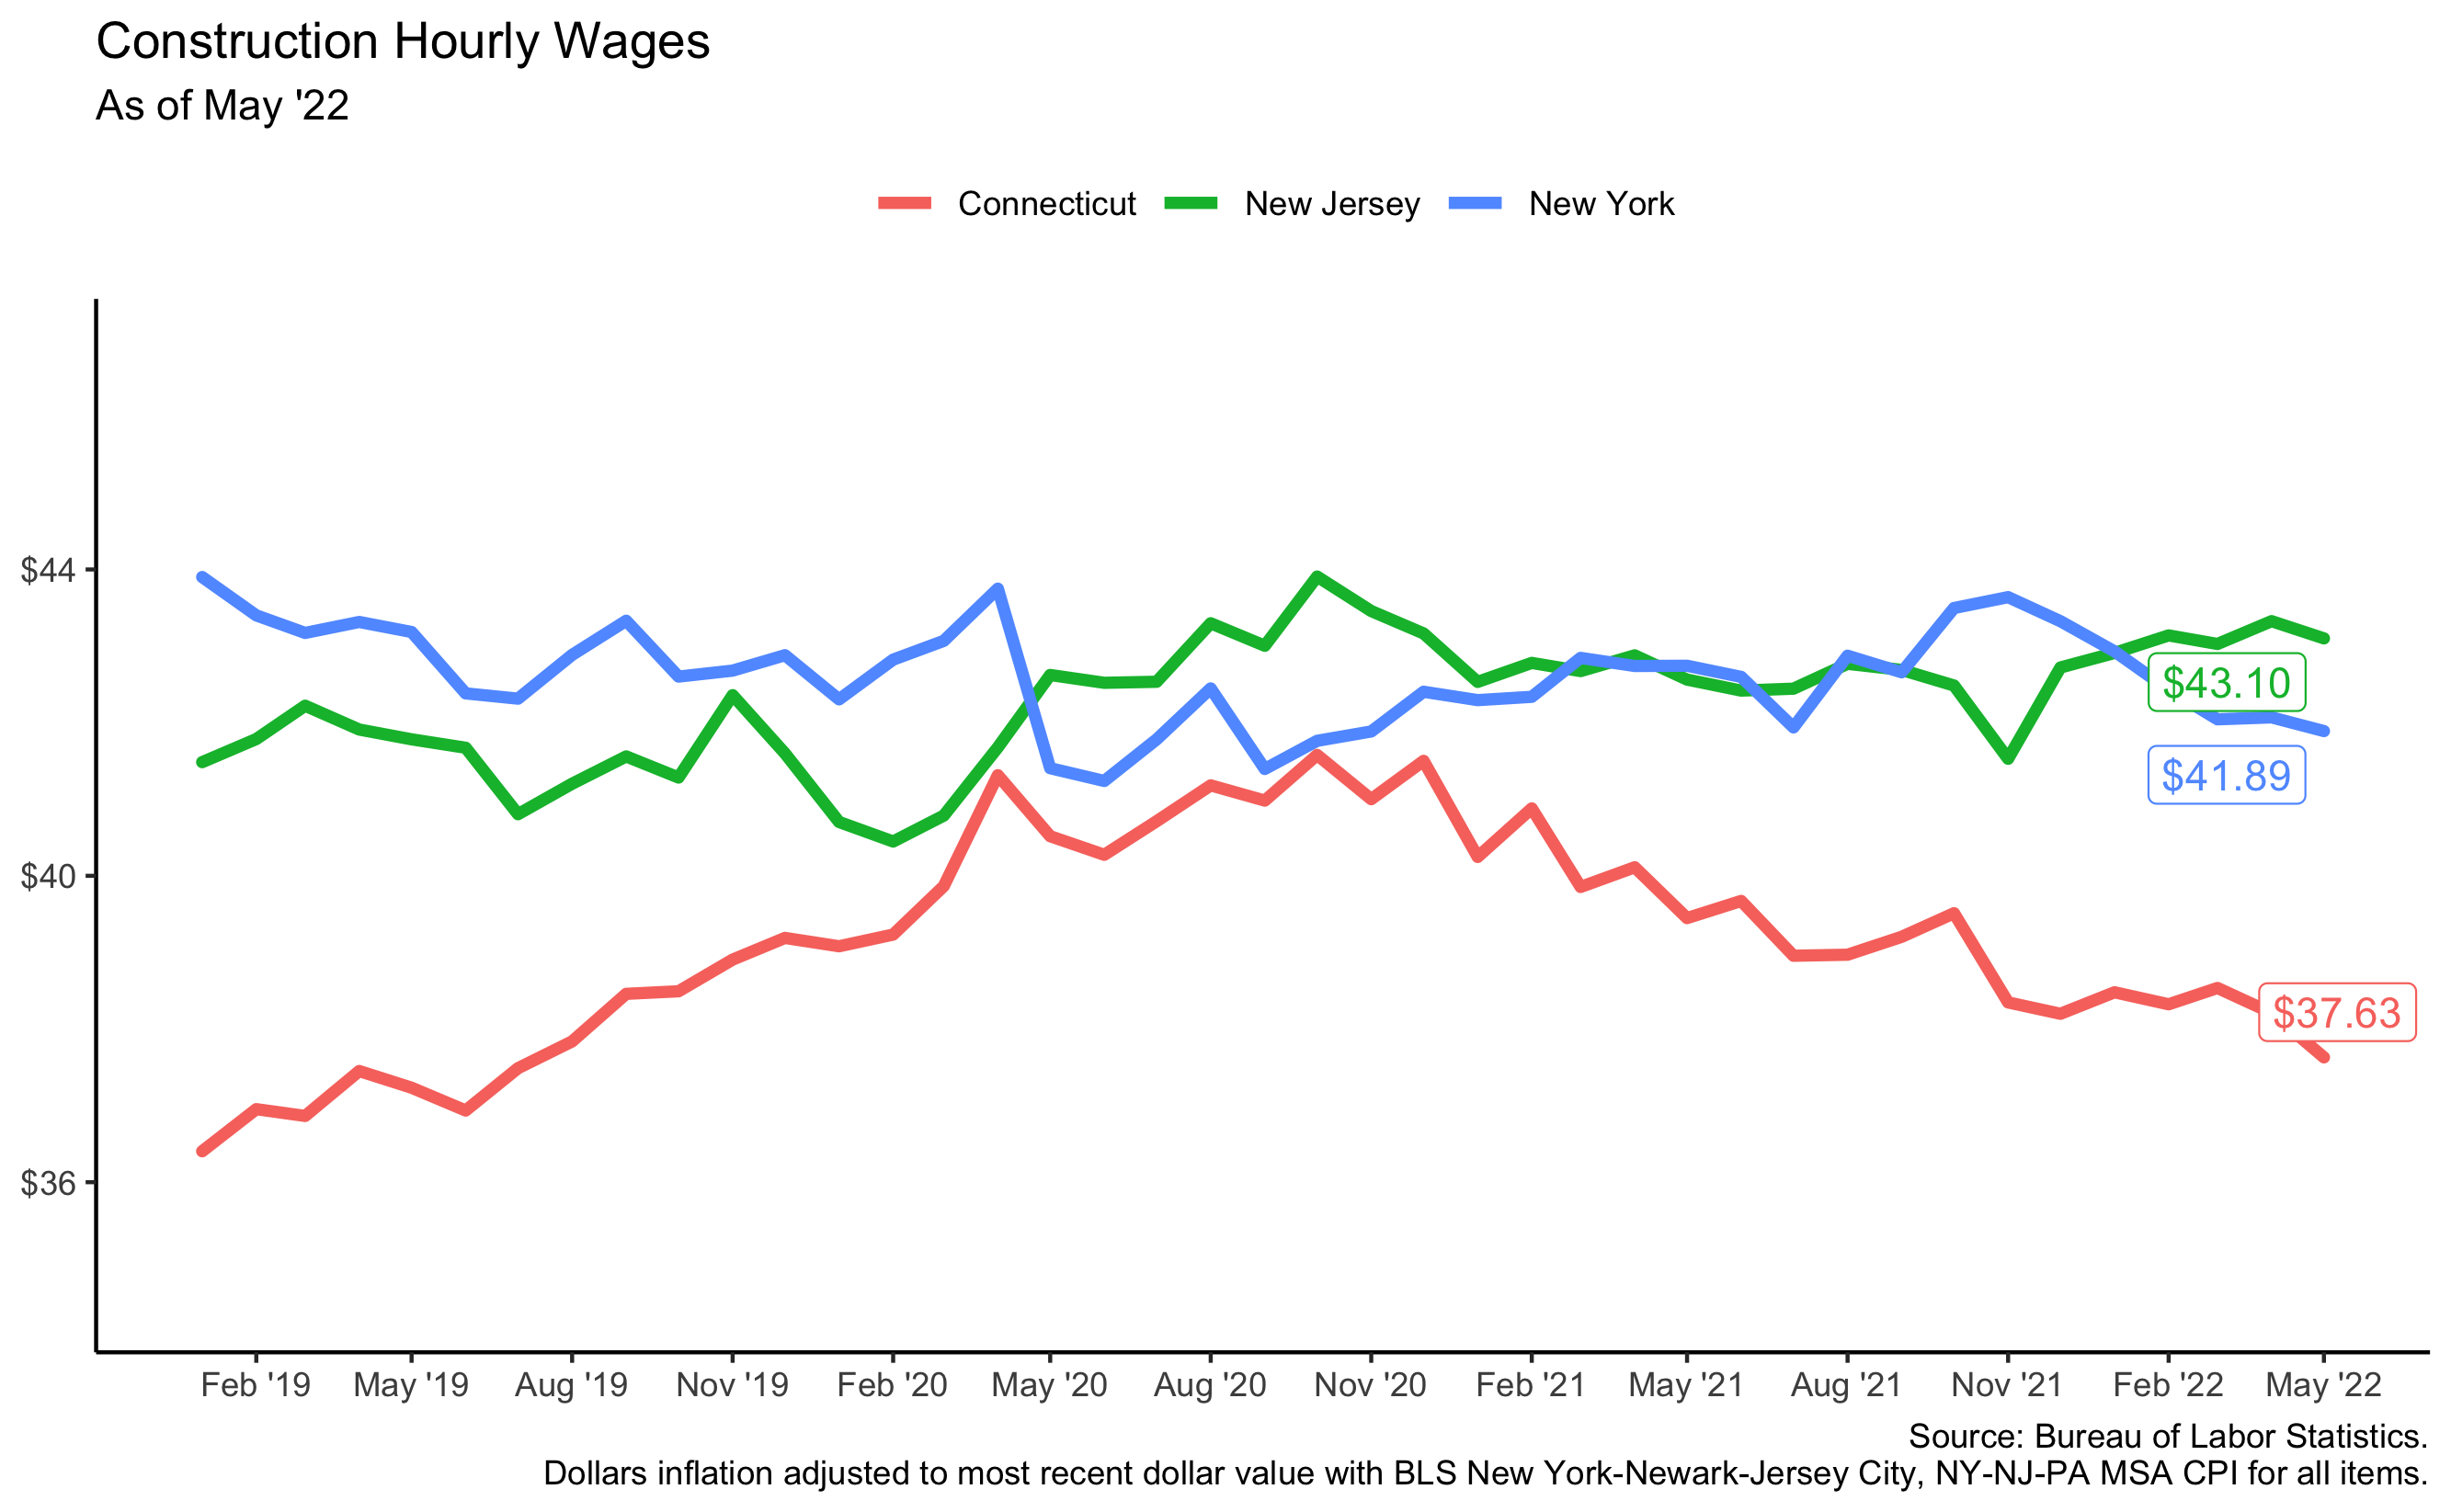 Construction Hourly Wages
As of May '22
Connecticut New Jersey New York
$44
$40
$36
$43.10
$41.89
$37.63
Feb '19 May '19 Aug '19 Nov '19 Feb '20 May '20 Aug '20 Nov '20 Feb '21 May '21 Aug '21 Nov '21 Feb '22 May '22
Source: Bureau of Labor Statistics.
Dollars inflation adjusted to most recent dollar value with BLS New York-Newark-Jersey City, NY-NJ-PA MSA CPI for all items.